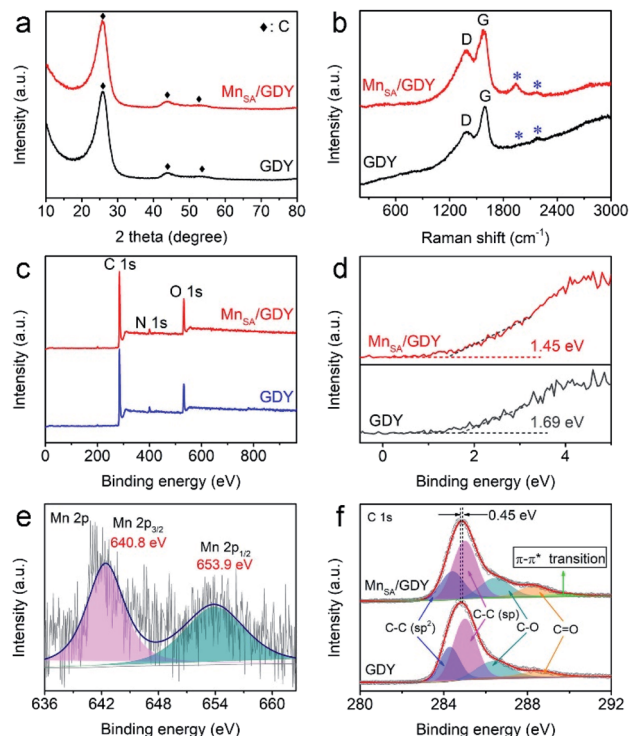 a
◆: C
Mn_SA/GDY
GDY
Intensity (a.u.)
10 20 30 40 50 60 70 80
2 theta (degree)
b
G
D
* *
Mn_SA/GDY
G
D
* *
GDY
Intensity (a.u.)
600 1200 1800 2400 3000
Raman shift (cm⁻¹)
c
C 1s
N 1s
O 1s
Mn_SA/GDY
GDY
Intensity (a.u.)
0 200 400 600 800
Binding energy (eV)
d
Mn_SA/GDY
1.45 eV
GDY
1.69 eV
Intensity (a.u.)
0 2 4
Binding energy (eV)
e
Mn 2p
Mn 2p3/2
640.8 eV
Mn 2p1/2
653.9 eV
Intensity (a.u.)
636 642 648 654 660
Binding energy (eV)
f
C 1s
0.45 eV
π-π* transition
Mn_SA/GDY
C-C (sp²)
C-C (sp)
C-O
C=O
GDY
Intensity (a.u.)
280 284 288 292
Binding energy (eV)